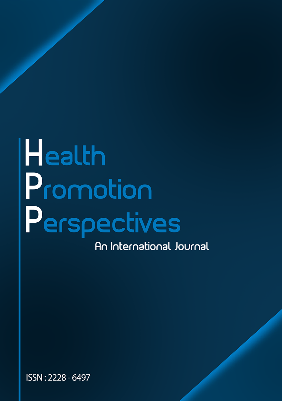 Health
Promotion
Perspectives
An International Journal
ISSN : 2228 - 6497